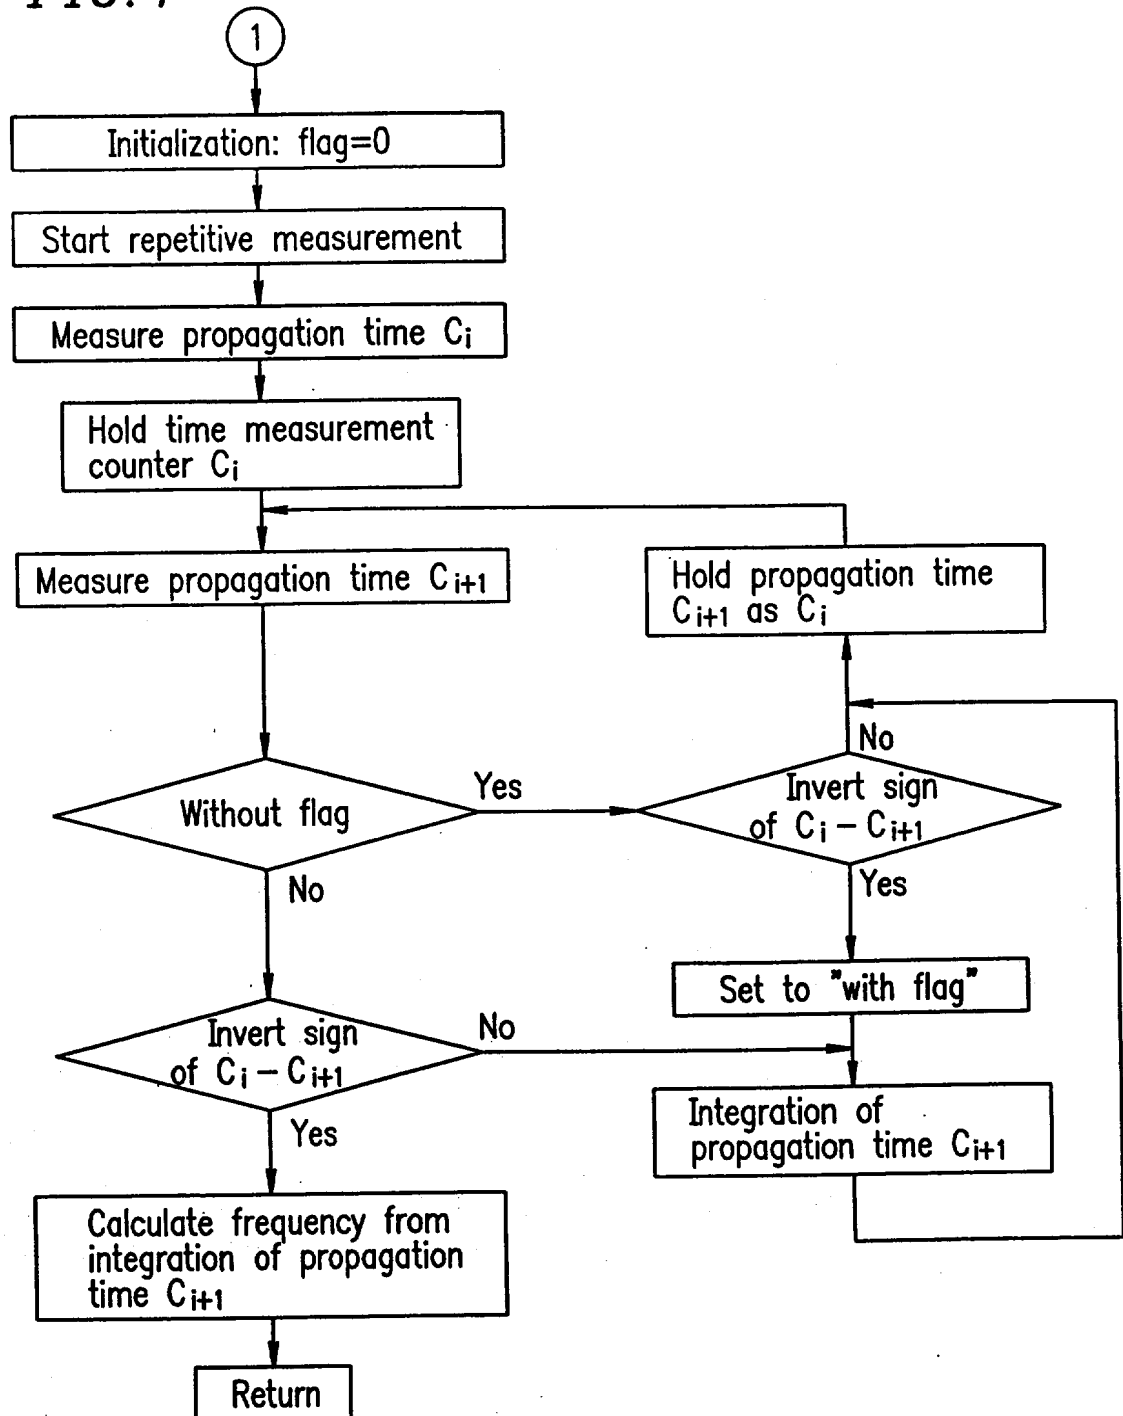 1
Initialization: flag=0
Start repetitive measurement
Measure propagation time Ci
Hold time measurement
counter Ci
Measure propagation time Ci+1
Hold propagation time
Ci+1 as Ci
Without flag
Yes
No
No
Invert sign
of Ci – Ci+1
Yes
Set to "with flag"
Invert sign
of Ci – Ci+1
No
Yes
Integration of
propagation time Ci+1
Calculate frequency from
integration of propagation
time Ci+1
Return